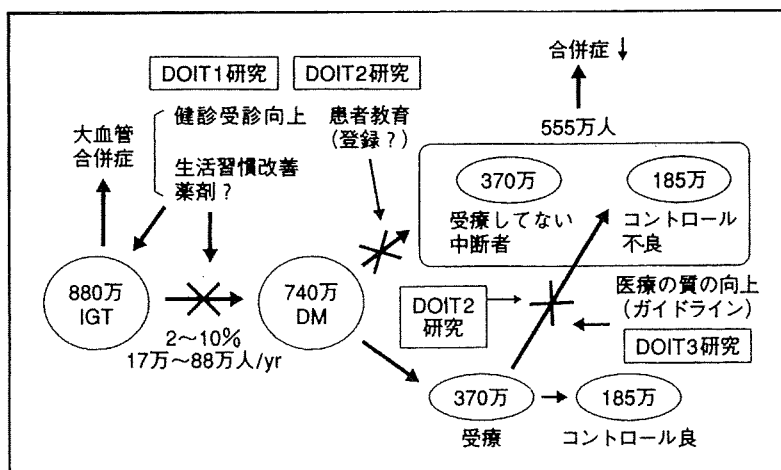 合併症↓
DOIT1研究
DOIT2研究
健診受診向上
患者教育
(登録?)
大血管
合併症
555万人
生活習慣改善
薬剤?
370万
185万
受療してない
中断者
コントロール
不良
880万
IGT
740万
DM
医療の質の向上
(ガイドライン)
DOIT2
研究
2〜10%
17万〜88万人/yr
DOIT3研究
370万
185万
受療
コントロール良